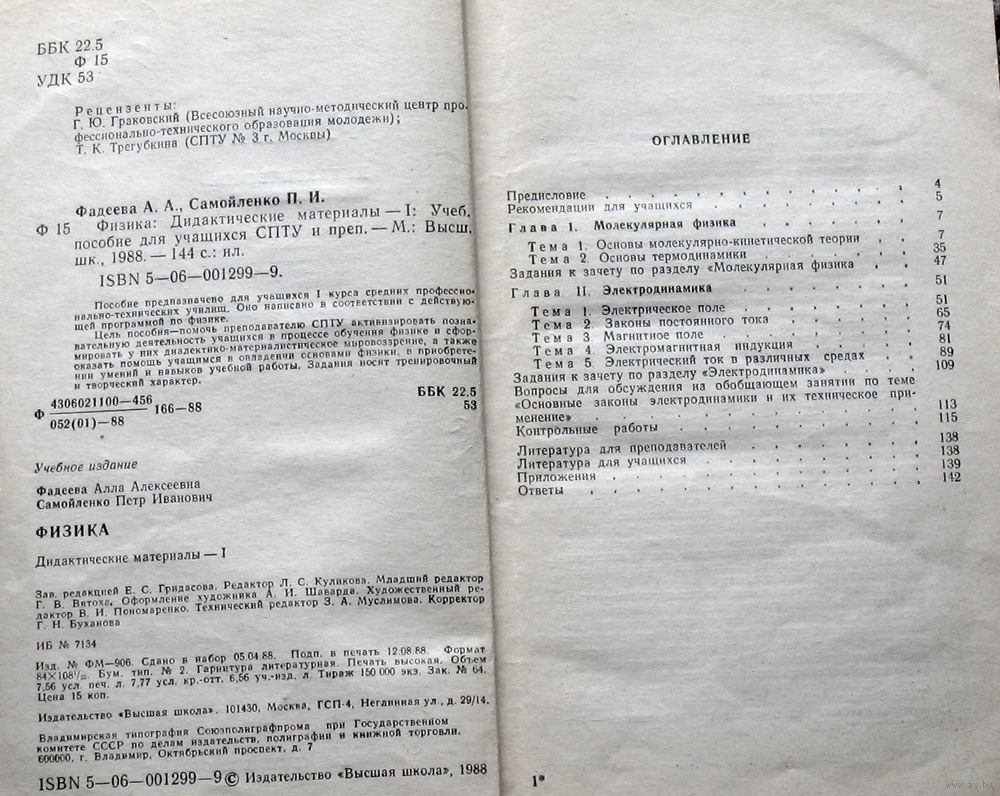 ББК 22.5
Ф 15
УДК 53
Рецензенты:
Г. Ю. Граковский (Всесоюзный научно-методический центр про-
фессионально-технического образования молодежи);
Т. К. Трегубкина (СПТУ № 3 г. Москвы)
Фадеева А. А., Самойленко П. И.
Ф 15 Физика: Дидактические материалы — I: Учеб.
пособие для учащихся СПТУ и преп. — М.: Высш.
шк., 1988. — 144 с.: ил.
ISBN 5—06—001299—9.
Пособие предназначено для учащихся I курса средних профессио-
нально-технических училищ. Оно написано в соответствии с действую-
щей программой по физике.
Цель пособия—помочь преподавателю СПТУ активизировать позна-
вательную деятельность учащихся в процессе обучения физике и сфор-
мировать у них диалектико-материалистическое мировоззрение, а также
оказать помощь учащимся в овладении основами физики, в приобрете-
нии умений и навыков учебной работы. Задания носят тренировочный
и творческий характер.
Ф 4306021100—456
052(01)—88 166—88
ББК 22.5
53
Учебное издание
Фадеева Алла Алексеевна
Самойленко Петр Иванович
ФИЗИКА
Дидактические материалы — I
Зав. редакцией Е. С. Гридасова. Редактор Л. С. Куликова. Младший редактор
Г. В. Вятоха. Оформление художника А. И. Шаварда. Художественный ре-
дактор В. И. Пономаренко. Технический редактор З. А. Муслимова. Корректор
Г. Н. Буханова
ИБ № 7134
Изд. № ФМ—906. Сдано в набор 05.04.88. Подп. в печать 12.08.88. Формат
84×108¹/₃₂. Бум. тип. № 2. Гарнитура литературная. Печать высокая. Объем
7,56 усл. печ. л. 7,77 усл. кр.-отт. 6,56 уч.-изд. л. Тираж 150 000 экз. Зак. № 64.
Цена 15 коп.
Издательство «Высшая школа». 101430, Москва, ГСП-4, Неглинная ул., д. 29/14.
Владимирская типография Союзполиграфпрома при Государственном
комитете СССР по делам издательств, полиграфии и книжной торговли.
600000, г. Владимир, Октябрьский проспект, д. 7
ISBN 5—06—001299—9 © Издательство «Высшая школа», 1988
ОГЛАВЛЕНИЕ
Предисловие 4
Рекомендации для учащихся 5
Глава I. Молекулярная физика 7
Тема 1. Основы молекулярно-кинетической теории 7
Тема 2. Основы термодинамики 35
Задания к зачету по разделу «Молекулярная физика 47
Глава II. Электродинамика 51
Тема 1. Электрическое поле 51
Тема 2. Законы постоянного тока 65
Тема 3 Магнитное поле 74
Тема 4. Электромагнитная индукция 81
Тема 5. Электрический ток в различных средах 89
Задания к зачету по разделу «Электродинамика» 109
Вопросы для обсуждения на обобщающем занятии по теме
«Основные законы электродинамики и их техническое при-
менение» 113
Контрольные работы 115
Литература для преподавателей 138
Литература для учащихся 138
Приложения 139
Ответы 142
1*
www.ay.by